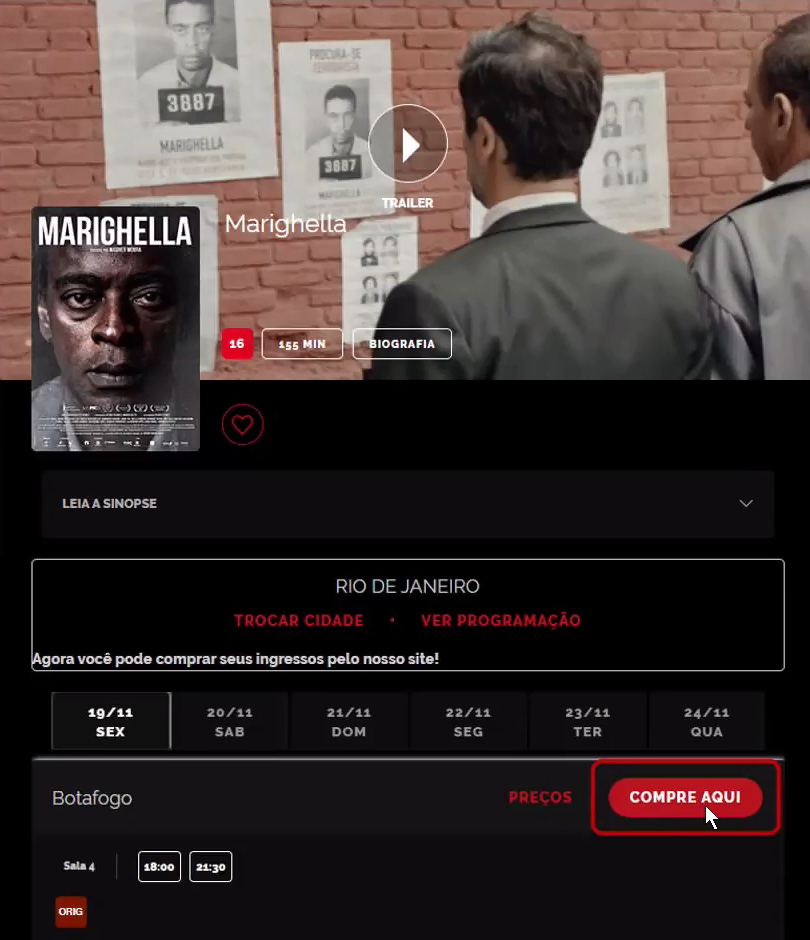 3887
MARIGHELLA
PROCURA-SE
TERRORISTA
3887
MARIGHELLA
TRAILER
Marighella
MARIGHELLA
16
155 MIN
BIOGRAFIA
LEIA A SINOPSE
RIO DE JANEIRO
TROCAR CIDADE • VER PROGRAMAÇÃO
Agora você pode comprar seus ingressos pelo nosso site!
19/11 20/11 21/11 22/11 23/11 24/11
SEX SAB DOM SEG TER QUA
Botafogo PREÇOS COMPRE AQUI
Sala 4 18:00 21:30
ORIG